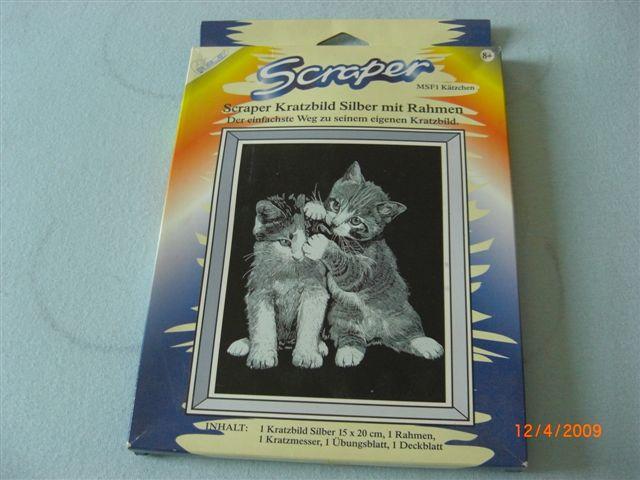 Scraper
8+
MSF1 Kätzchen
Scraper Kratzbild Silber mit Rahmen
Der einfachste Weg zu seinem eigenen Kratzbild.
INHALT: 1 Kratzbild Silber 15 x 20 cm, 1 Rahmen,
1 Kratzmesser, 1 Übungsblatt, 1 Deckblatt
12/4/2009